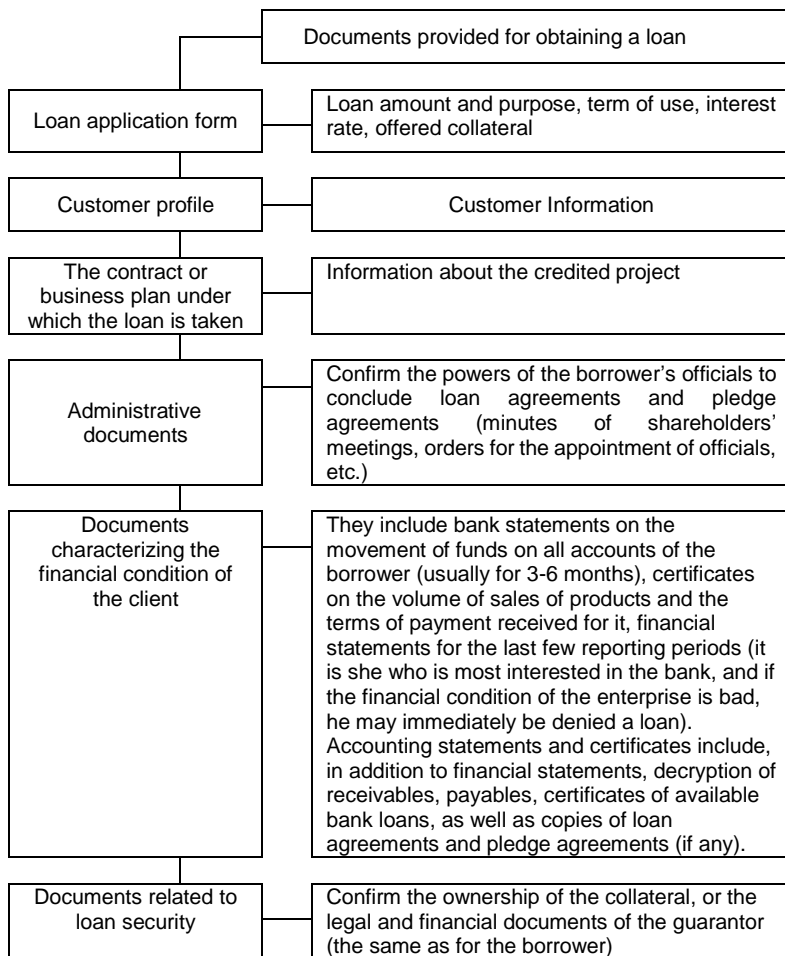 Documents provided for obtaining a loan
Loan application form
Loan amount and purpose, term of use, interest
rate, offered collateral
Customer profile
Customer Information
The contract or
business plan under
which the loan is taken
Information about the credited project
Administrative
documents
Confirm the powers of the borrower’s officials to
conclude loan agreements and pledge
agreements (minutes of shareholders’
meetings, orders for the appointment of officials,
etc.)
Documents
characterizing the
financial condition of
the client
They include bank statements on the
movement of funds on all accounts of the
borrower (usually for 3-6 months), certificates
on the volume of sales of products and the
terms of payment received for it, financial
statements for the last few reporting periods (it
is she who is most interested in the bank, and if
the financial condition of the enterprise is bad,
he may immediately be denied a loan).
Accounting statements and certificates include,
in addition to financial statements, decryption of
receivables, payables, certificates of available
bank loans, as well as copies of loan
agreements and pledge agreements (if any).
Documents related to
loan security
Confirm the ownership of the collateral, or the
legal and financial documents of the guarantor
(the same as for the borrower)